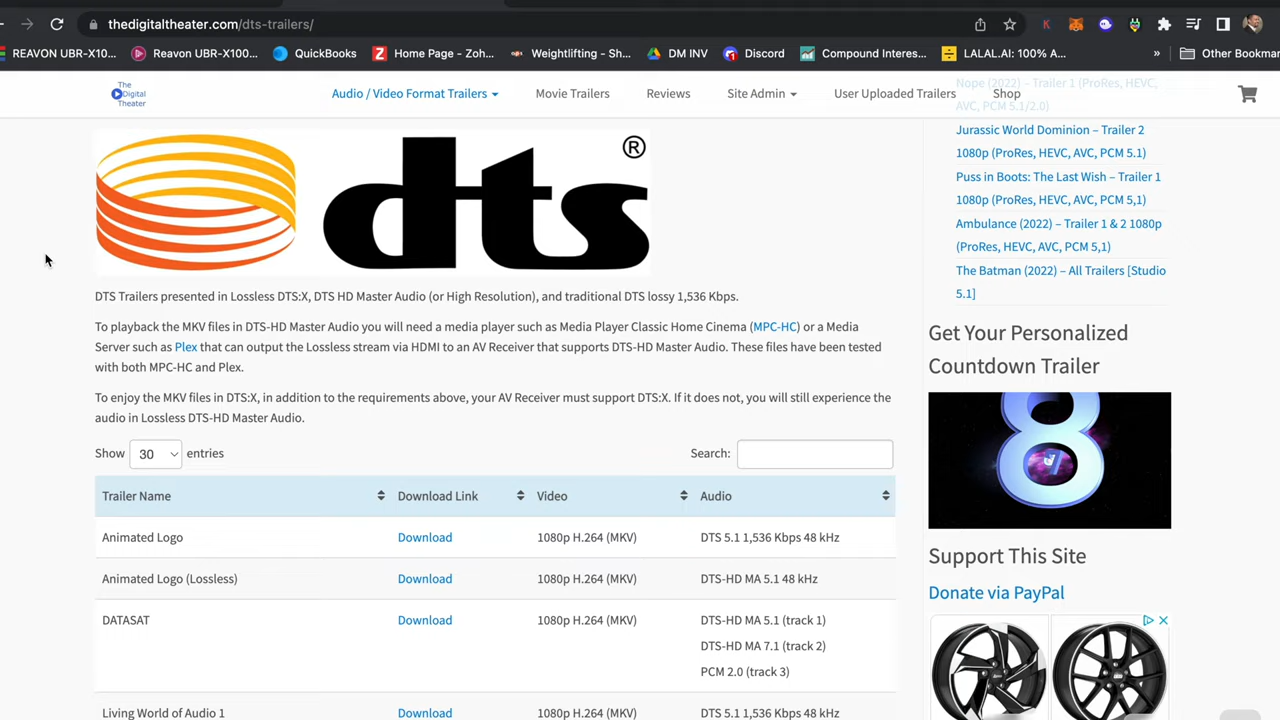 thedigitaltheater.com/dts-trailers/
REAVON UBR-X10...
Reavon UBR-X100...
QuickBooks
Home Page - Zoh...
Weightlifting - Sh...
DM INV
Discord
Compound Interes...
LALAL.AI: 100% A...
»
Other Bookmar
The
Digital
Theater
Audio / Video Format Trailers
Movie Trailers
Reviews
Site Admin
User Uploaded Trailers
Shop
dts®
DTS Trailers presented in Lossless DTS:X, DTS HD Master Audio (or High Resolution), and traditional DTS lossy 1,536 Kbps.
To playback the MKV files in DTS-HD Master Audio you will need a media player such as Media Player Classic Home Cinema (MPC-HC) or a Media
Server such as Plex that can output the Lossless stream via HDMI to an AV Receiver that supports DTS-HD Master Audio. These files have been tested
with both MPC-HC and Plex.
To enjoy the MKV files in DTS:X, in addition to the requirements above, your AV Receiver must support DTS:X. If it does not, you will still experience the
audio in Lossless DTS-HD Master Audio.
Show 30 entries
Search:
Trailer Name Download Link Video Audio
Animated Logo Download 1080p H.264 (MKV) DTS 5.1 1,536 Kbps 48 kHz
Animated Logo (Lossless) Download 1080p H.264 (MKV) DTS-HD MA 5.1 48 kHz
DATASAT Download 1080p H.264 (MKV) DTS-HD MA 5.1 (track 1)
DTS-HD MA 7.1 (track 2)
PCM 2.0 (track 3)
Living World of Audio 1 Download 1080p H.264 (MKV) DTS 5.1 1,536 Kbps 48 kHz
Nope (2022) – Trailer 1 (ProRes, HEVC,
AVC, PCM 5.1/2.0)
Jurassic World Dominion – Trailer 2
1080p (ProRes, HEVC, AVC, PCM 5.1)
Puss in Boots: The Last Wish – Trailer 1
1080p (ProRes, HEVC, AVC, PCM 5,1)
Ambulance (2022) – Trailer 1 & 2 1080p
(ProRes, HEVC, AVC, PCM 5,1)
The Batman (2022) – All Trailers [Studio
5.1]
Get Your Personalized
Countdown Trailer
8
Support This Site
Donate via PayPal